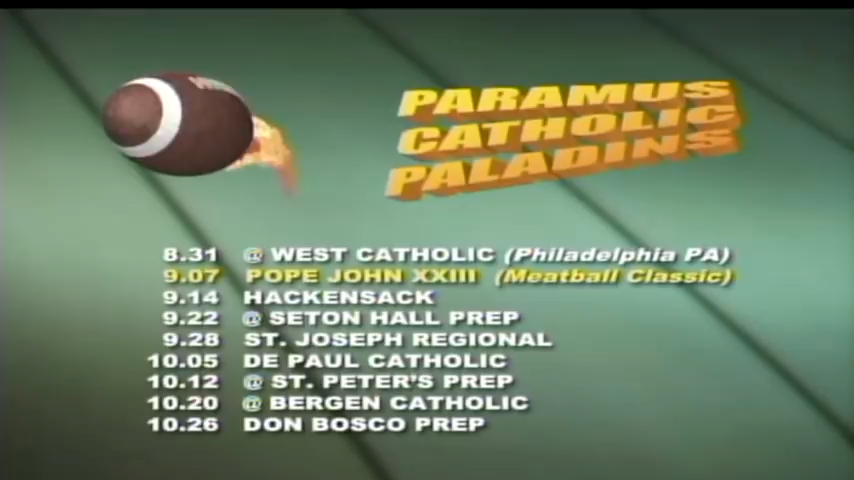 PARAMUS
CATHOLIC
PALADINS
8.31 @ WEST CATHOLIC (Philadelphia PA)
9.07 POPE JOHN XXIII (Meatball Classic)
9.14 HACKENSACK
9.22 @ SETON HALL PREP
9.28 ST. JOSEPH REGIONAL
10.05 DE PAUL CATHOLIC
10.12 @ ST. PETER'S PREP
10.20 @ BERGEN CATHOLIC
10.26 DON BOSCO PREP